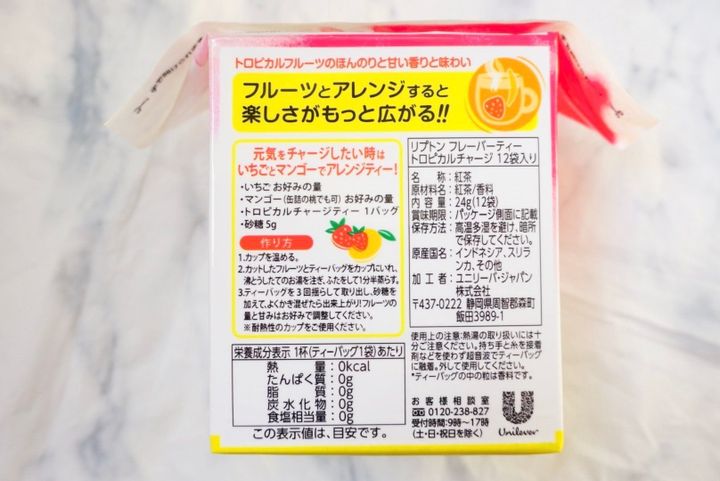 トロピカルフルーツのほんのりと甘い香りと味わい
フルーツとアレンジすると
楽しさがもっと広がる!!
元気をチャージしたい時は
いちごとマンゴーでアレンジティー!
・いちご お好みの量
・マンゴー(缶詰の桃でも可) お好みの量
・トロピカルチャージティー 1バッグ
・砂糖 5g
作り方
1.カップを温める。
2.カットしたフルーツとティーバッグをカップにいれ、
沸とうしたてのお湯を注ぎ、ふたをして1分半蒸らす。
3.ティーバッグを3回揺らして取り出し、砂糖を
加えて、よくかき混ぜたら出来上がり!フルーツの
量と甘みはお好みで調整してください。
※耐熱性のカップをご使用ください。
栄養成分表示 1杯(ティーバッグ1袋)あたり
熱量:0kcal
たんぱく質:0g
脂質:0g
炭水化物:0g
食塩相当量:0g
この表示値は、目安です。
リプトン フレーバーティー
トロピカルチャージ 12袋入り
名称:紅茶
原材料名:紅茶/香料
内容量:24g(12袋)
賞味期限:パッケージ側面に記載
保存方法:高温多湿を避け、暗所
で保存してください。
原産国名:インドネシア、スリラ
ンカ、その他
加工者:ユニリーバ・ジャパン
株式会社
〒437-0222 静岡県周智郡森町
飯田3989-1
使用上の注意:熱湯の取り扱いには十
分ご注意ください。持ち手と糸を接着
剤などを使わず超音波でティーバッグ
に融着。外して使用してください。
*ティーバッグの中の粒は香料です。
お客様相談室
0120-238-827
受付時間:9時〜17時
(土・日・祝日を除く)
Unilever